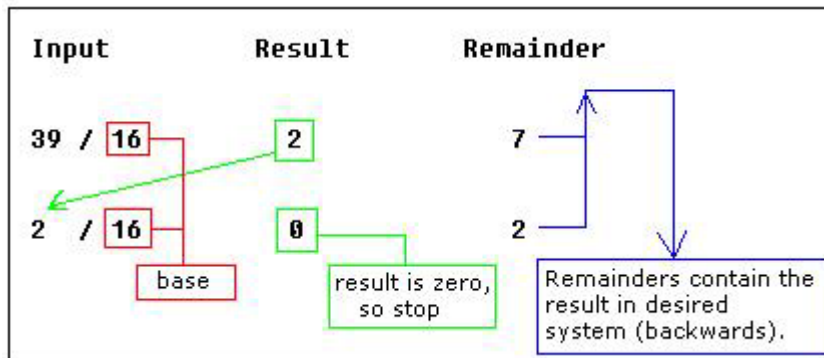 Input Result Remainder
39 / 16 2 7
2 / 16 0 2
base
result is zero,
so stop
Remainders contain the
result in desired
system (backwards).